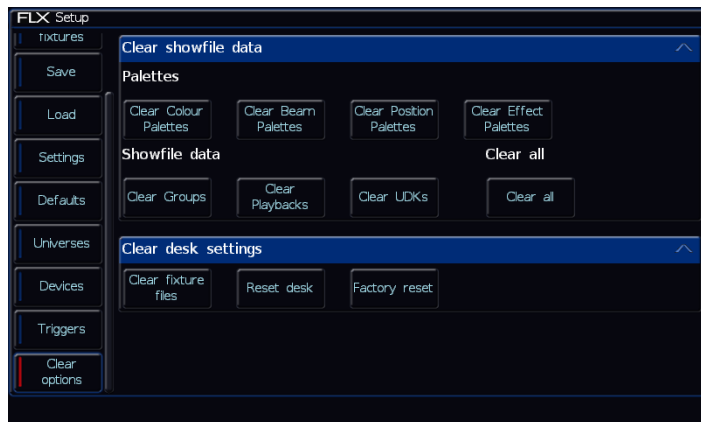 FLX Setup
fixtures
Save
Load
Settings
Defaults
Universes
Devices
Triggers
Clear
options
Clear showfile data
Palettes
Clear Colour
Palettes
Clear Beam
Palettes
Clear Position
Palettes
Clear Effect
Palettes
Showfile data
Clear all
Clear Groups
Clear
Playbacks
Clear UDKs
Clear all
Clear desk settings
Clear fixture
files
Reset desk
Factory reset